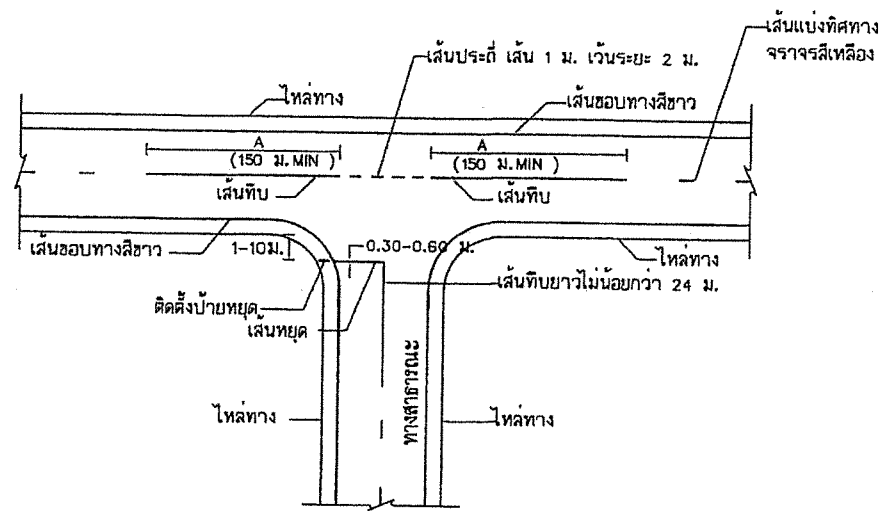 เส้นแบ่งทิศทาง
จราจรสีเหลือง
เส้นประถี่ เส้น 1 ม. เว้นระยะ 2 ม.
ไหล่ทาง
เส้นขอบทางสีขาว
A
(150 ม. MIN )
A
(150 ม. MIN )
เส้นทึบ
เส้นทึบ
เส้นขอบทางสีขาว
1-10ม.
0.30-0.60 ม.
ไหล่ทาง
เส้นทึบยาวไม่น้อยกว่า 24 ม.
ติดตั้งป้ายหยุด
เส้นหยุด
ทางสาธารณะ
ไหล่ทาง
ไหล่ทาง